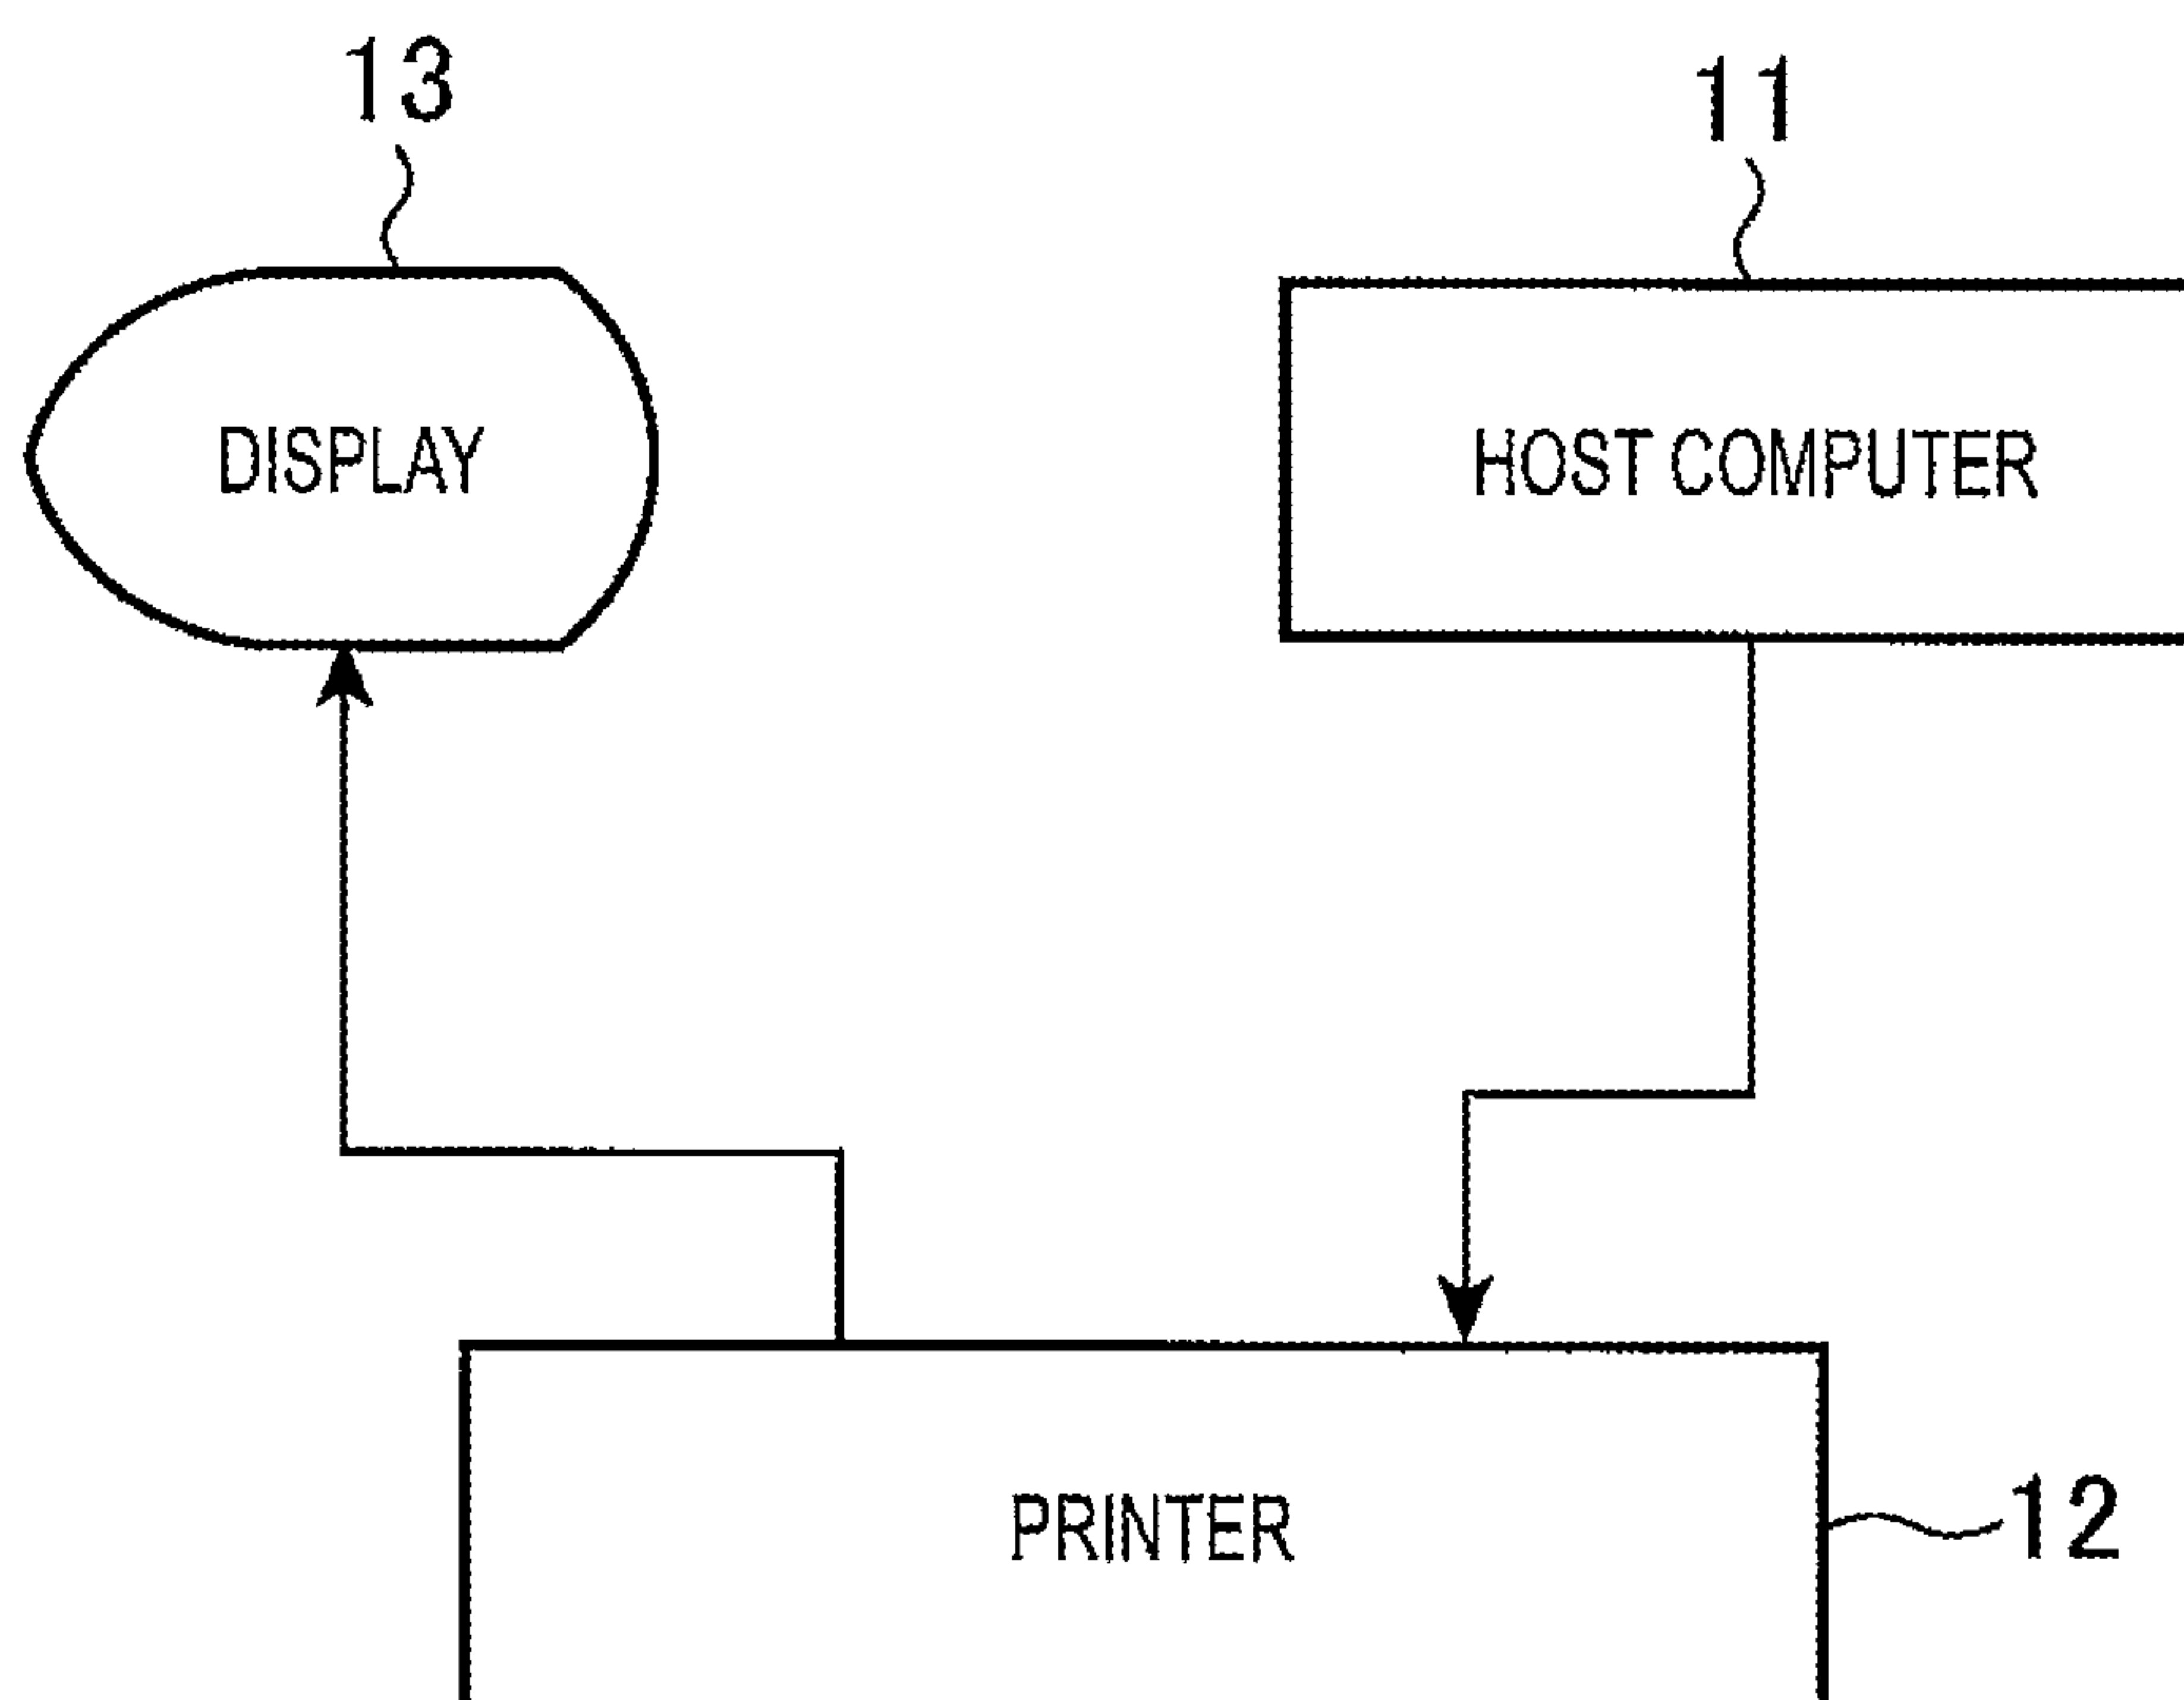 13
11
DISPLAY
HOST COMPUTER
PRINTER
12